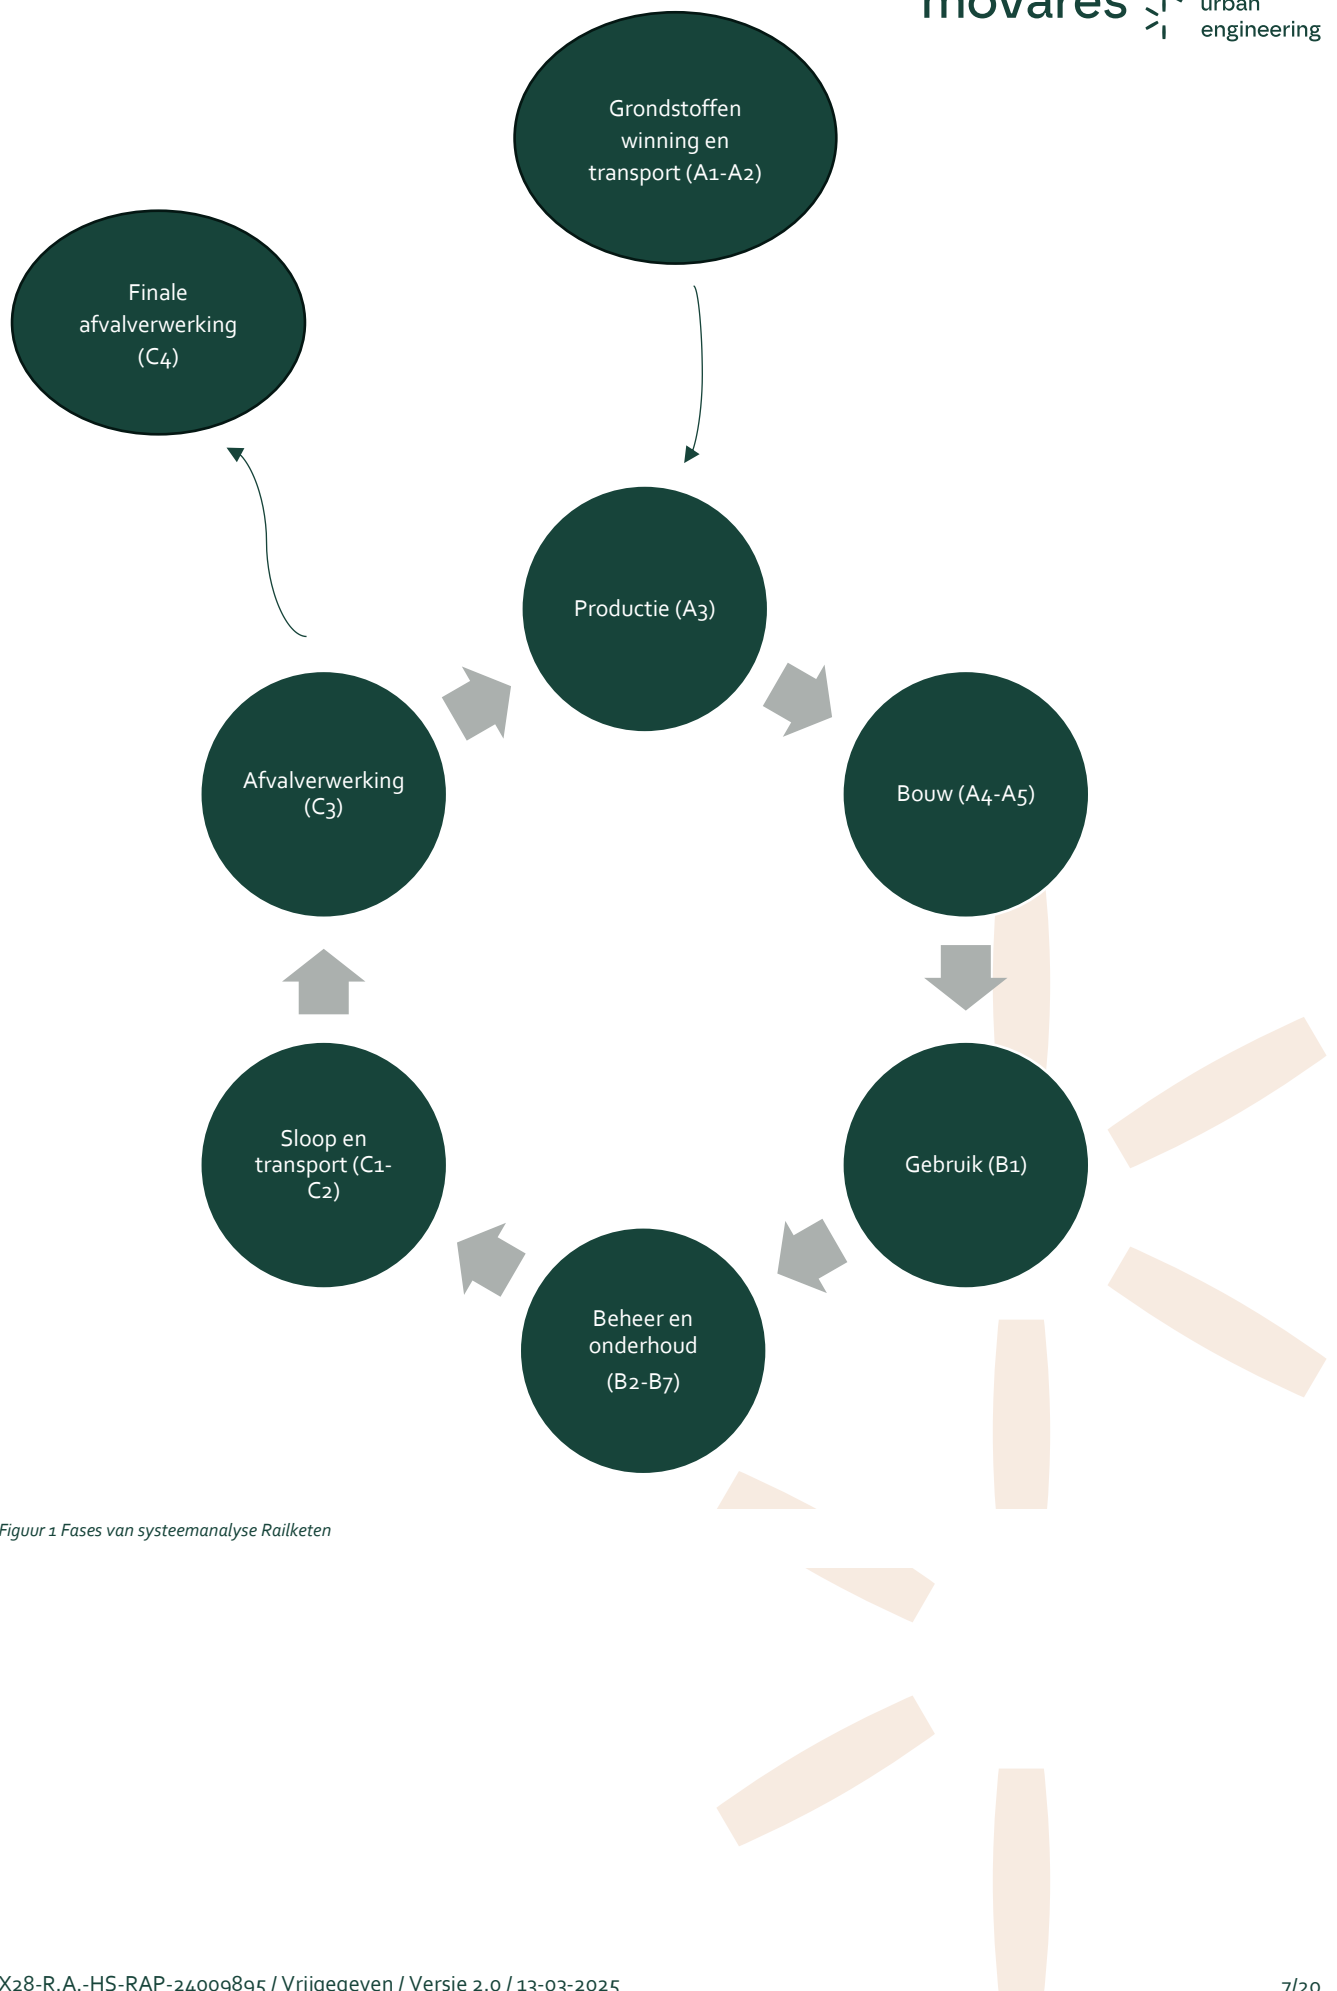 movares
urban
engineering
Grondstoffen
winning en
transport (A1-A2)
Finale
afvalverwerking
(C4)
Productie (A3)
Afvalverwerking
(C3)
Bouw (A4-A5)
Sloop en
transport (C1-
C2)
Gebruik (B1)
Beheer en
onderhoud
(B2-B7)
Figuur 1 Fases van systeemanalyse Railketen
X28-R.A.-HS-RAP-24009895 / Vrijgegeven / Versie 2.0 / 13-03-2025
7/20